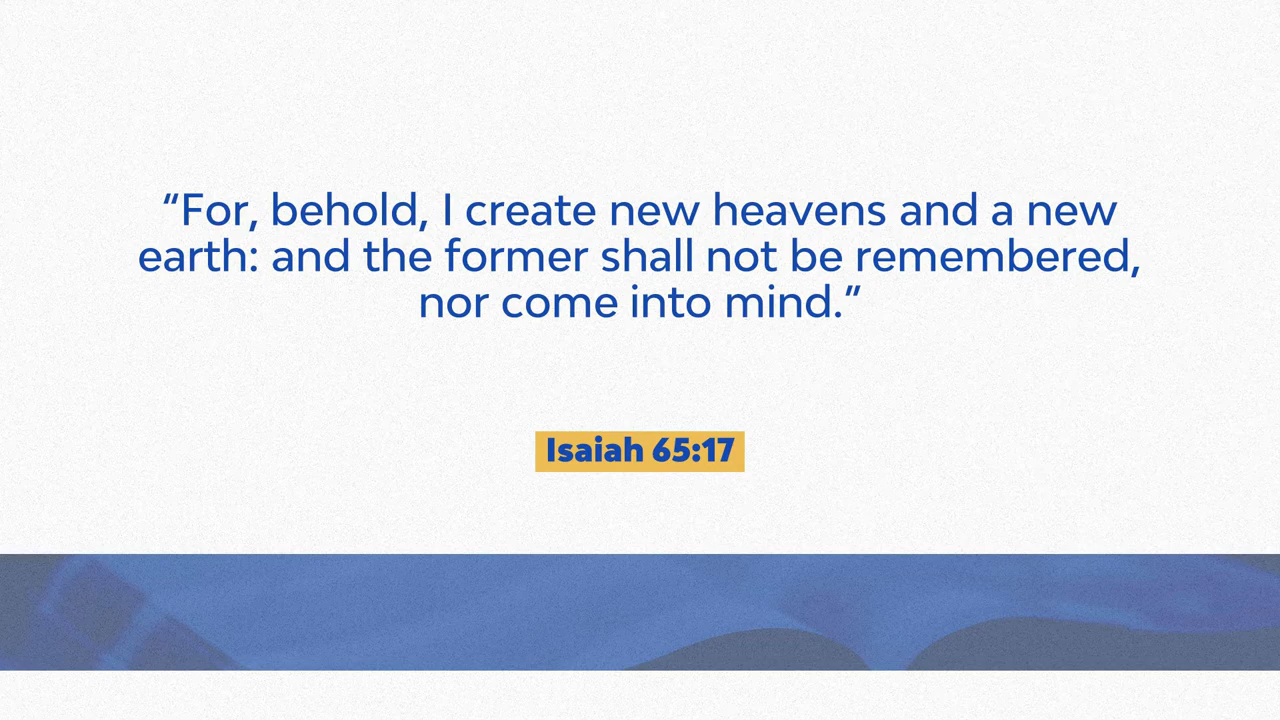 “For, behold, I create new heavens and a new
earth: and the former shall not be remembered,
nor come into mind.”
Isaiah 65:17